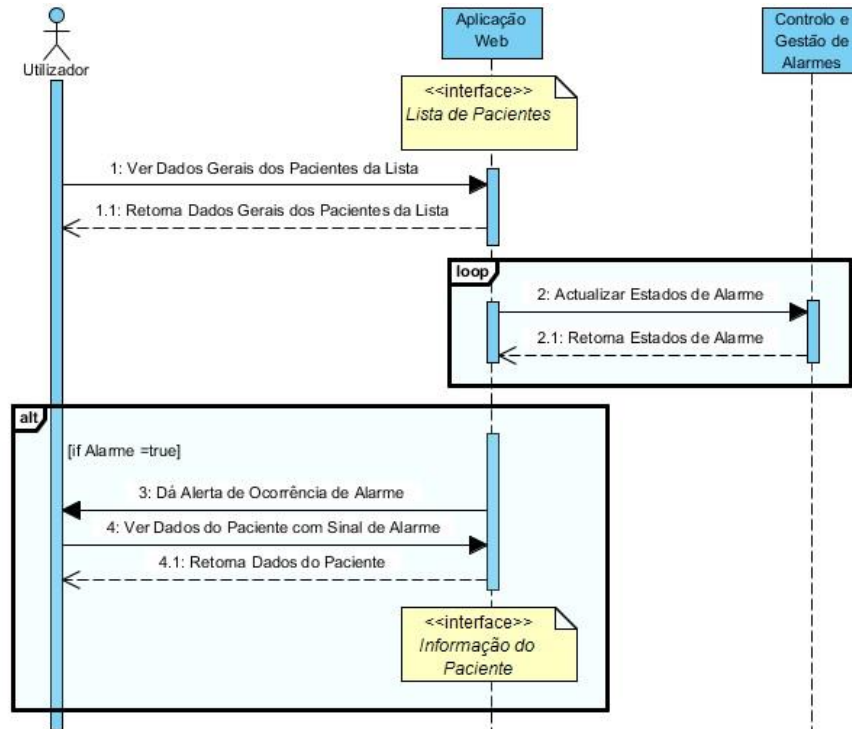 Utilizador
Aplicação
Web
Controlo e
Gestão de
Alarmes
<<interface>>
Lista de Pacientes
1: Ver Dados Gerais dos Pacientes da Lista
1.1: Retorna Dados Gerais dos Pacientes da Lista
loop
2: Actualizar Estados de Alarme
2.1: Retorna Estados de Alarme
alt
[if Alarme =true]
3: Dá Alerta de Ocorrência de Alarme
4: Ver Dados do Paciente com Sinal de Alarme
4.1: Retorna Dados do Paciente
<<interface>>
Informação do
Paciente